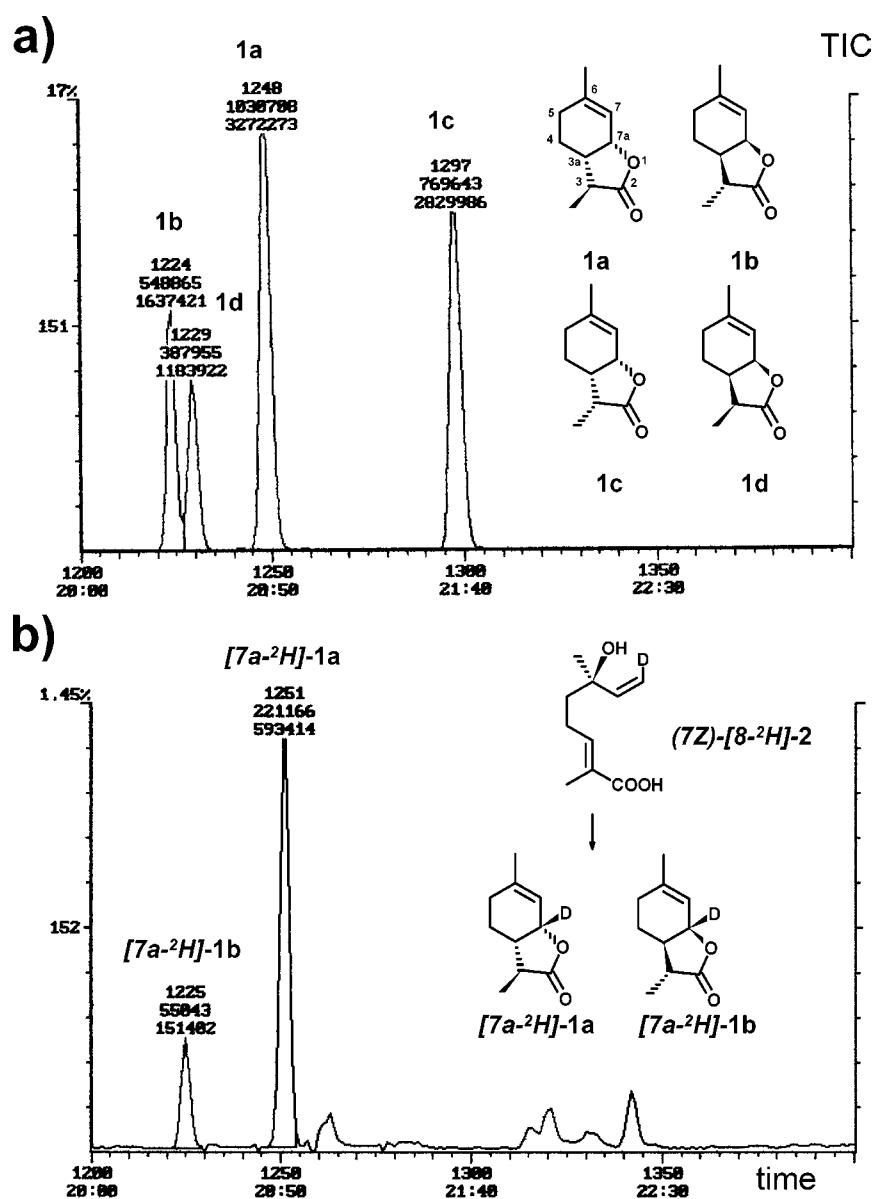 a)
TIC
1a
17%
1248
1030708
3272273
1c
1297
769643
2829986
1b
1224
548865
1637421
1d
1229
387955
1183922
151
6
5
7
4
7a
3a
O
1
3
2
O
1a
O
O
1b
O
O
1c
O
O
1d
1200
1250
1300
1350
20:00
20:50
21:40
22:30
b)
[7a-²H]-1a
1.45%
1251
221166
593414
OH
D
(7Z)-[8-²H]-2
COOH
152
[7a-²H]-1b
1225
55043
151402
D
O
O
[7a-²H]-1a
D
O
O
[7a-²H]-1b
1200
1250
1300
1350
time
20:00
20:50
21:40
22:30